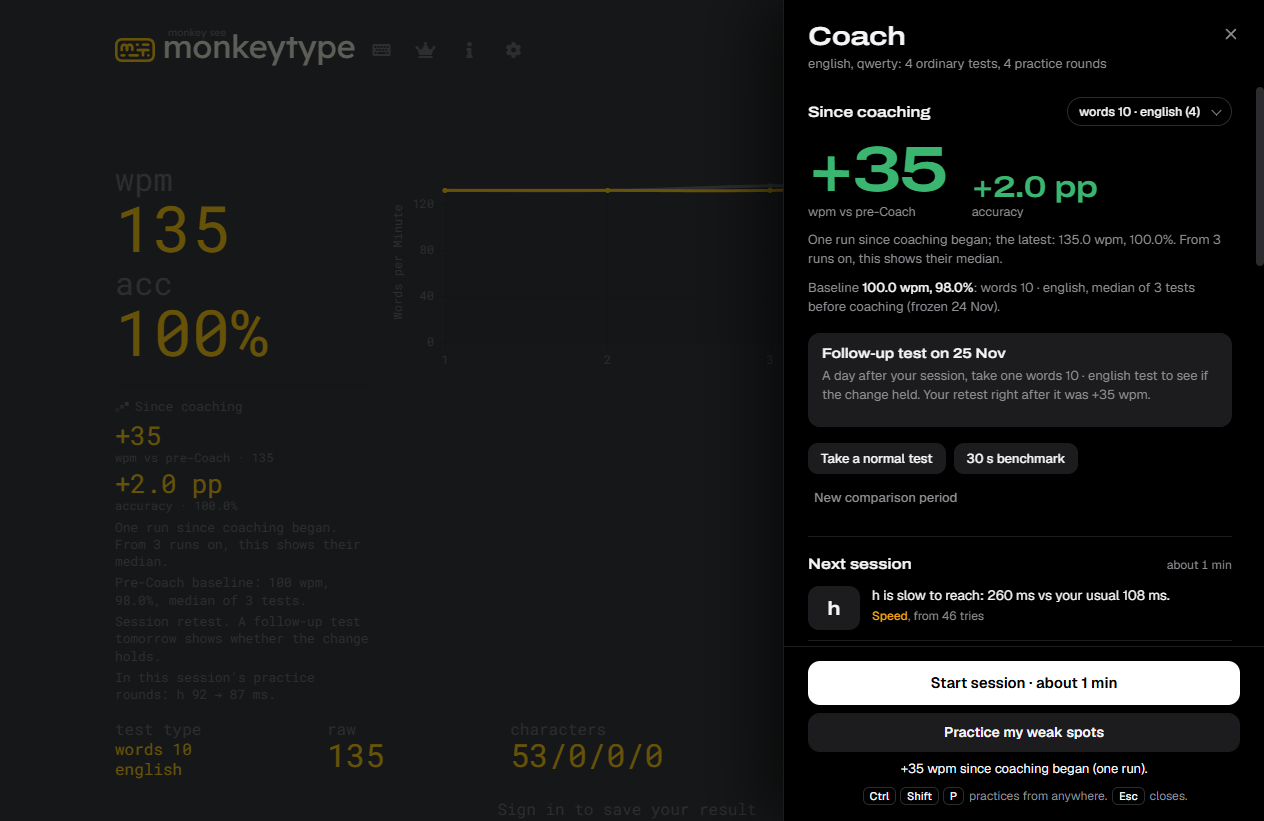 monkey see
monkeytype
wpm
135
acc
100%
Words per Minute
120
80
40
0
1
2
3
Since coaching
+35
wpm vs pre-Coach · 135
+2.0 pp
accuracy · 100.0%
One run since coaching began.
From 3 runs on, this shows their
median.
Pre-Coach baseline: 100 wpm,
98.0%, median of 3 tests.
Session retest. A follow-up test
tomorrow shows whether the change
holds.
In this session's practice
rounds: h 92 → 87 ms.
test type
words 10
english
raw
135
characters
53/0/0/0
Sign in to save your result
Coach
english, qwerty: 4 ordinary tests, 4 practice rounds
Since coaching
words 10 · english (4)
+35
wpm vs pre-Coach
+2.0 pp
accuracy
One run since coaching began; the latest: 135.0 wpm, 100.0%. From 3
runs on, this shows their median.
Baseline 100.0 wpm, 98.0%: words 10 · english, median of 3 tests
before coaching (frozen 24 Nov).
Follow-up test on 25 Nov
A day after your session, take one words 10 · english test to see if
the change held. Your retest right after it was +35 wpm.
Take a normal test
30 s benchmark
New comparison period
Next session
about 1 min
h
h is slow to reach: 260 ms vs your usual 108 ms.
Speed, from 46 tries
Start session · about 1 min
Practice my weak spots
+35 wpm since coaching began (one run).
Ctrl Shift P practices from anywhere. Esc closes.